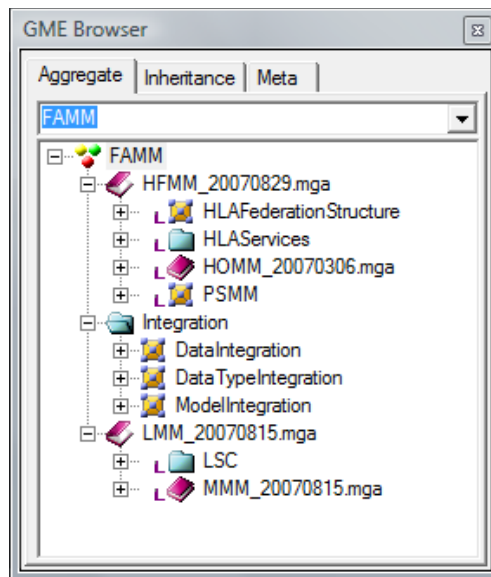 GME Browser
Aggregate Inheritance Meta
FAMM
FAMM
HFMM_20070829.mga
L HLAFederationStructure
L HLAServices
L HOMM_20070306.mga
L PSMM
Integration
DataIntegration
DataTypeIntegration
ModelIntegration
LMM_20070815.mga
L LSC
L MMM_20070815.mga